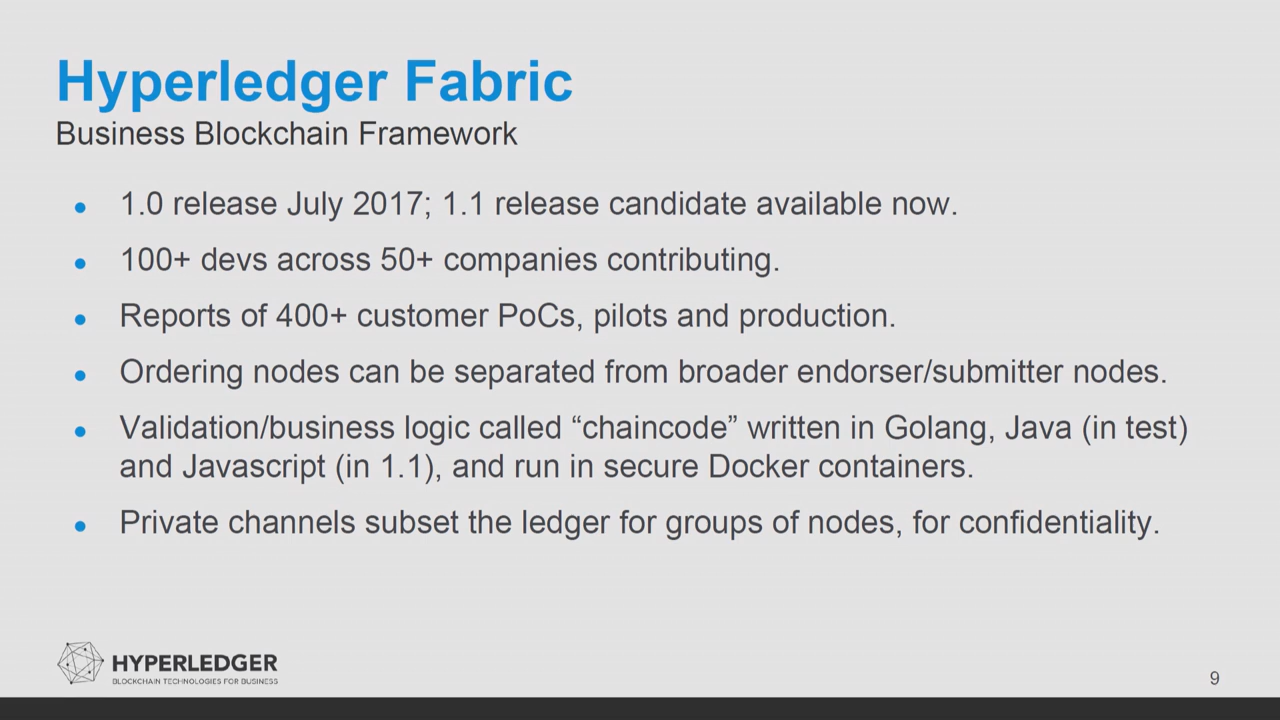 Hyperledger Fabric
Business Blockchain Framework
● 1.0 release July 2017; 1.1 release candidate available now.
● 100+ devs across 50+ companies contributing.
● Reports of 400+ customer PoCs, pilots and production.
● Ordering nodes can be separated from broader endorser/submitter nodes.
● Validation/business logic called “chaincode” written in Golang, Java (in test)
and Javascript (in 1.1), and run in secure Docker containers.
● Private channels subset the ledger for groups of nodes, for confidentiality.
HYPERLEDGER
BLOCKCHAIN TECHNOLOGIES FOR BUSINESS
9